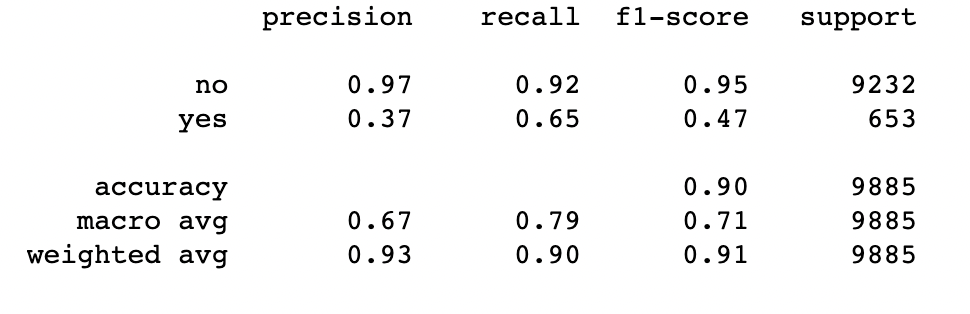 precision recall f1-score support
no 0.97 0.92 0.95 9232
yes 0.37 0.65 0.47 653
accuracy 0.90 9885
macro avg 0.67 0.79 0.71 9885
weighted avg 0.93 0.90 0.91 9885